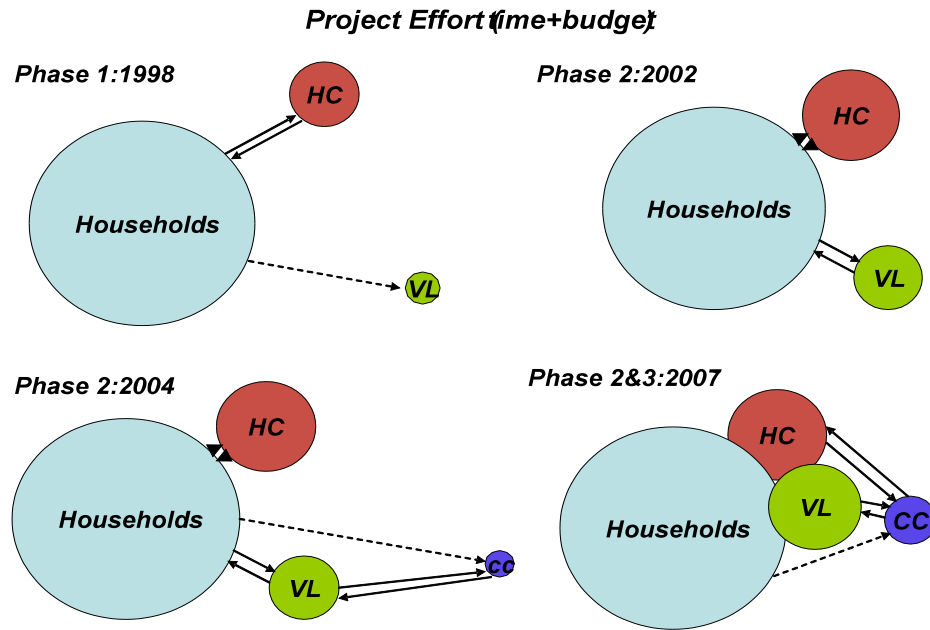 Project Effort (time+budget)
Phase 1:1998
HC
Households
VL
Phase 2:2002
HC
Households
VL
Phase 2:2004
HC
Households
VL
cc
Phase 2&3:2007
HC
Households
VL
CC